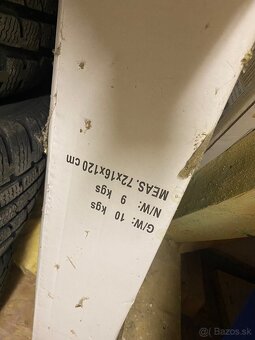 G/W: 10 kgs
N/W: 9 kgs
MEAS.72x16x120 cm
Bazos.sk